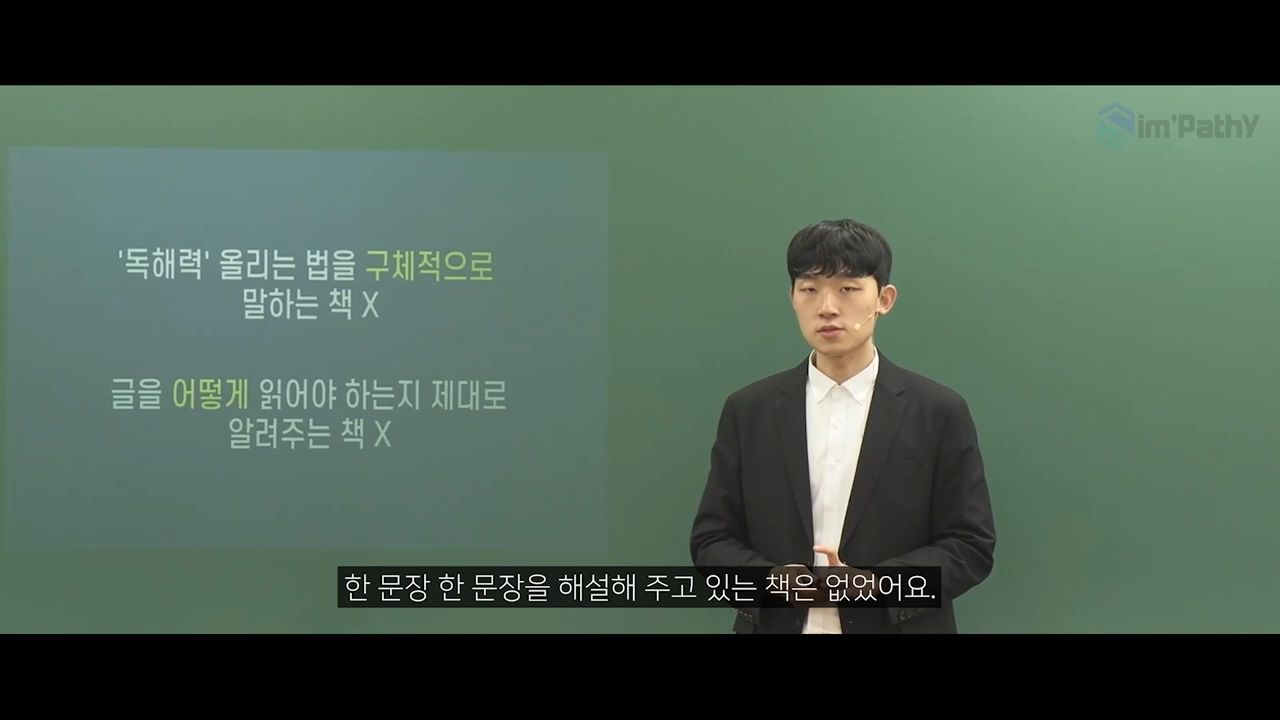 im'Pathy
'독해력' 올리는 법을 구체적으로
말하는 책 X
글을 어떻게 읽어야 하는지 제대로
알려주는 책 X
한 문장 한 문장을 해설해 주고 있는 책은 없었어요.